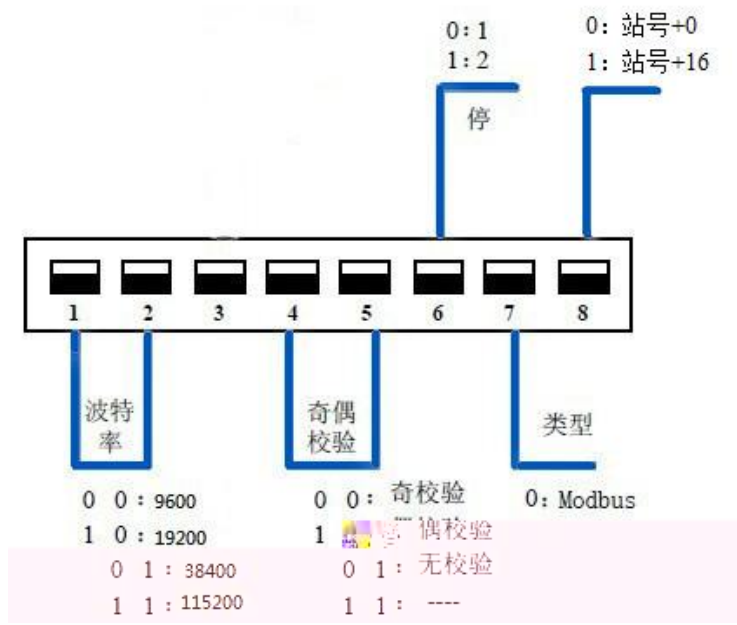 0:1
1:2
停
0：站号+0
1：站号+16
1 2 3 4 5 6 7 8
波特
率
奇偶
校验
类型
0 0：9600
1 0：19200
0 1：38400
1 1：115200
0 0：奇校验
1 偶校验
0 1：无校验
1 1：----
0：Modbus